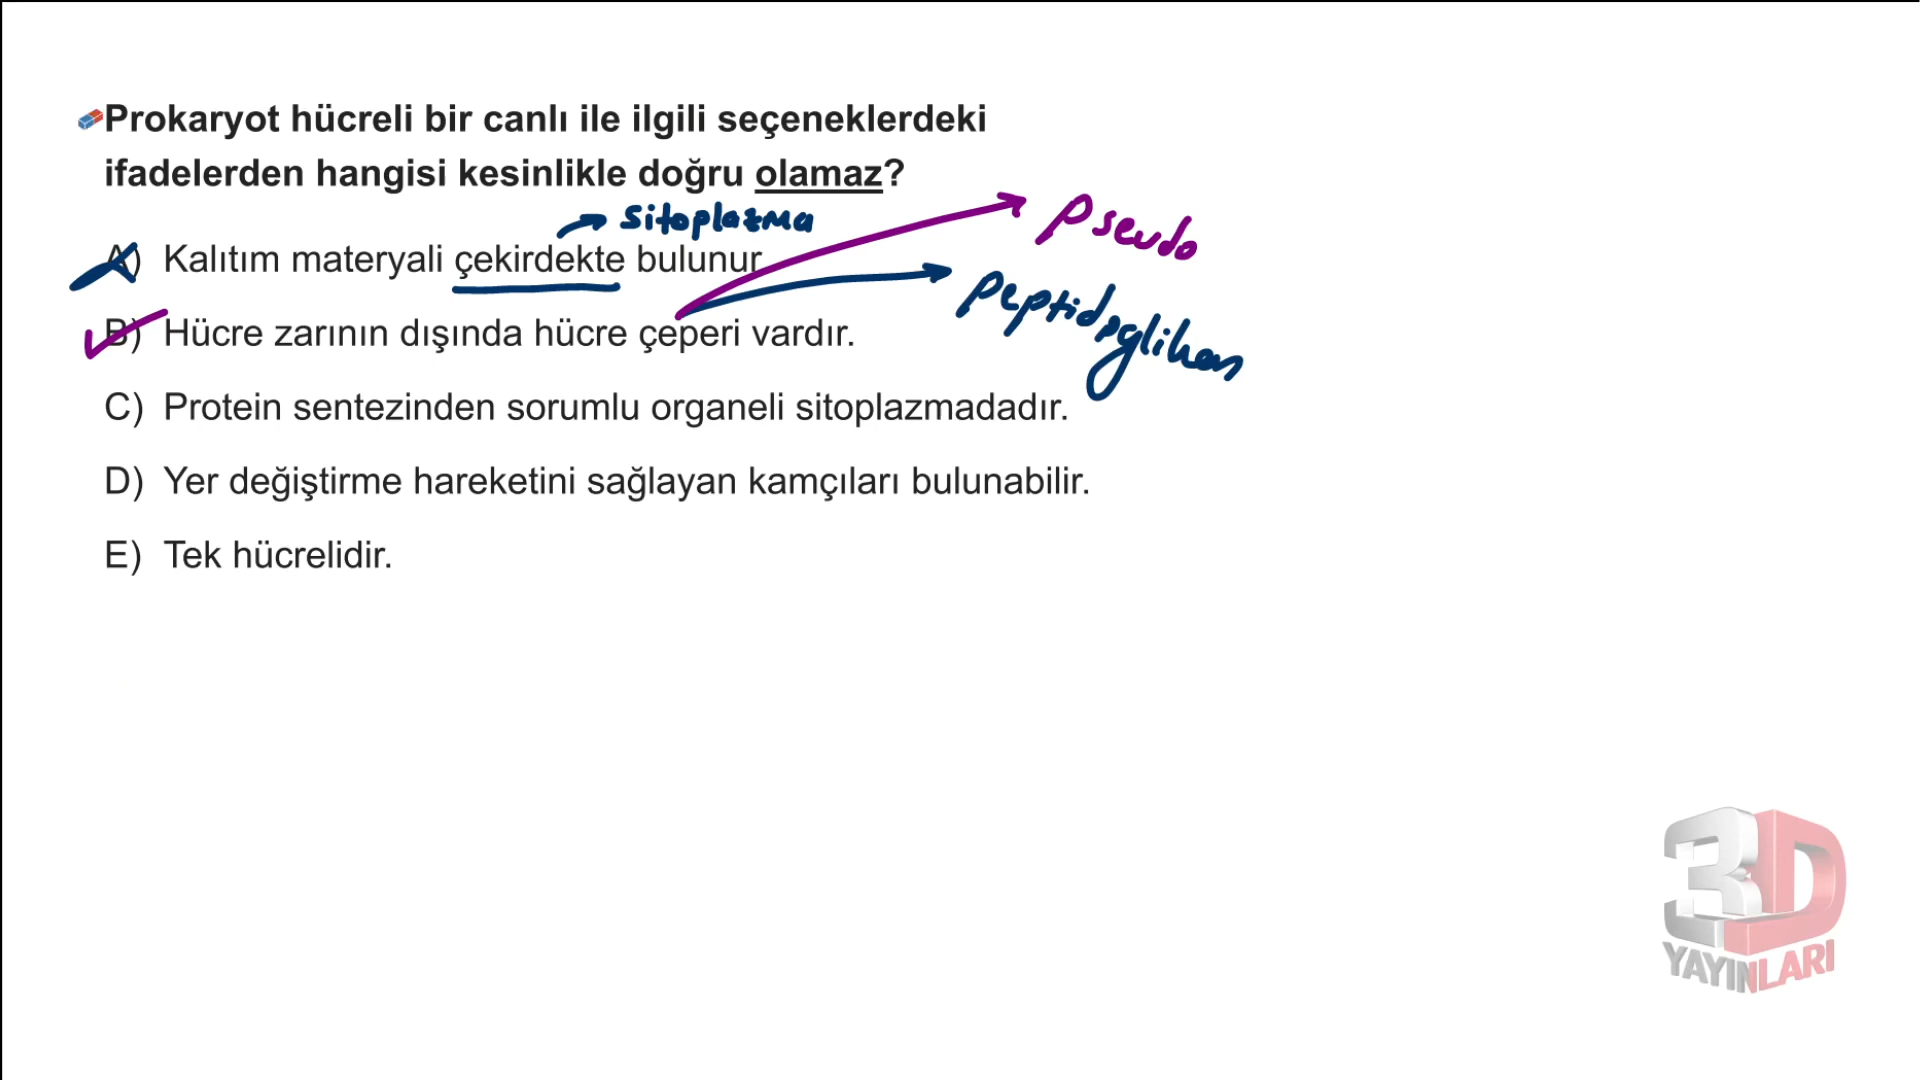 Prokaryot hücreli bir canlı ile ilgili seçeneklerdeki
ifadelerden hangisi kesinlikle doğru olamaz?
sitoplazma
pseudo
A) Kalıtım materyali çekirdekte bulunur
peptidoglikan
B) Hücre zarının dışında hücre çeperi vardır.
C) Protein sentezinden sorumlu organeli sitoplazmadadır.
D) Yer değiştirme hareketini sağlayan kamçıları bulunabilir.
E) Tek hücrelidir.
3D
YAYINLARI